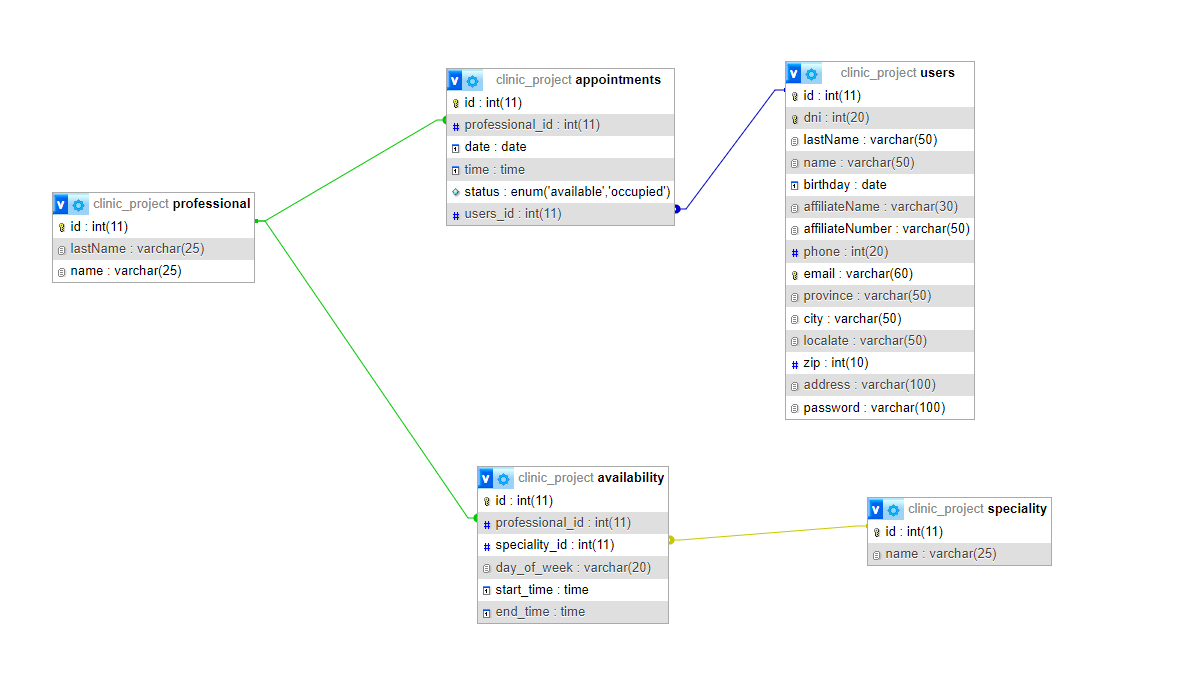 clinic_project professional
id : int(11)
lastName : varchar(25)
name : varchar(25)
clinic_project appointments
id : int(11)
professional_id : int(11)
date : date
time : time
status : enum('available','occupied')
users_id : int(11)
clinic_project users
id : int(11)
dni : int(20)
lastName : varchar(50)
name : varchar(50)
birthday : date
affiliateName : varchar(30)
affiliateNumber : varchar(50)
phone : int(20)
email : varchar(60)
province : varchar(50)
city : varchar(50)
localate : varchar(50)
zip : int(10)
address : varchar(100)
password : varchar(100)
clinic_project availability
id : int(11)
professional_id : int(11)
speciality_id : int(11)
day_of_week : varchar(20)
start_time : time
end_time : time
clinic_project speciality
id : int(11)
name : varchar(25)